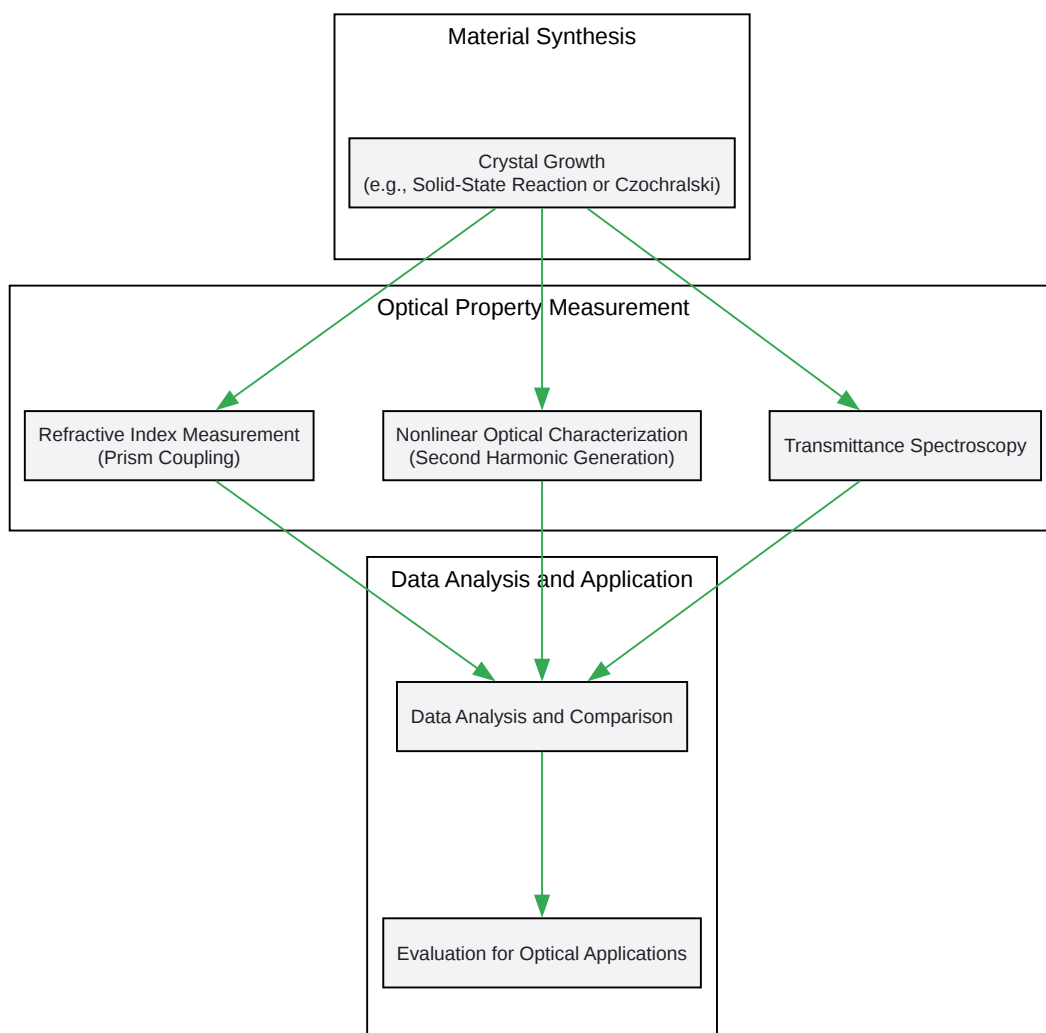 Material Synthesis
Crystal Growth
(e.g., Solid-State Reaction or Czochralski)
Optical Property Measurement
Refractive Index Measurement
(Prism Coupling)
Nonlinear Optical Characterization
(Second Harmonic Generation)
Transmittance Spectroscopy
Data Analysis and Application
Data Analysis and Comparison
Evaluation for Optical Applications